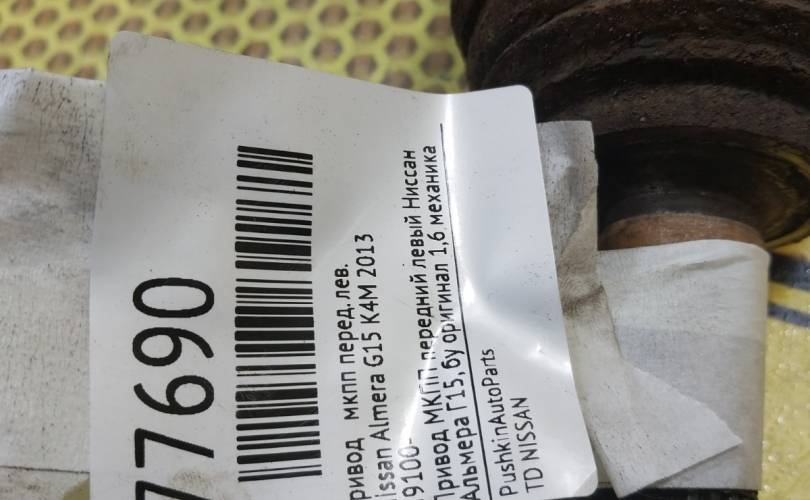 77690
ривод мкпп перед.лев.
issan Almera G15 K4M 2013
9100-
Привод МКПП передний левый Ниссан
Альмера Г15, бу оригинал 1,6 механика
PushkinAutoParts
TD NISSAN